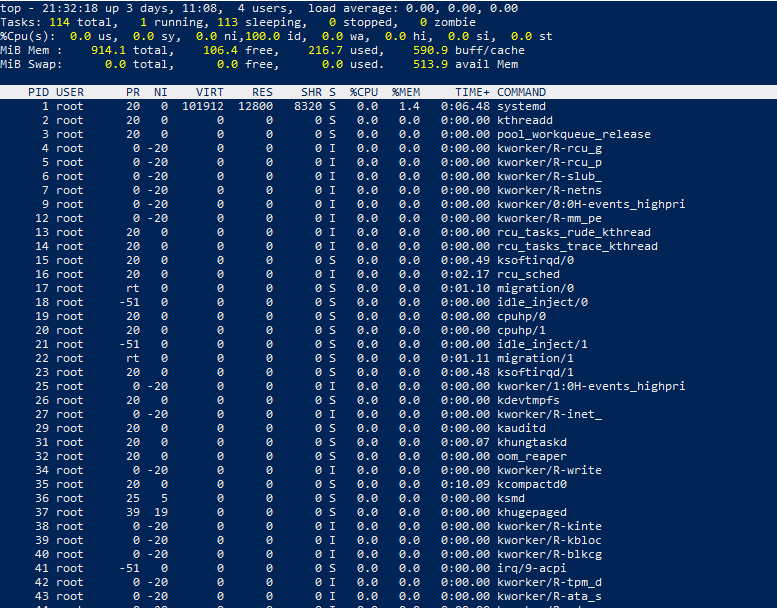 top - 21:32:18 up 3 days, 11:08,  4 users,  load average: 0.00, 0.00, 0.00
Tasks: 114 total,   1 running, 113 sleeping,   0 stopped,   0 zombie
%Cpu(s):  0.0 us,  0.0 sy,  0.0 ni,100.0 id,  0.0 wa,  0.0 hi,  0.0 si,  0.0 st
MiB Mem :    914.1 total,    106.4 free,    216.7 used,    590.9 buff/cache
MiB Swap:      0.0 total,      0.0 free,      0.0 used.    513.9 avail Mem
PID USER      PR  NI    VIRT    RES    SHR S  %CPU  %MEM     TIME+ COMMAND
1 root      20   0  101912  12800   8320 S   0.0   1.4   0:06.48 systemd
2 root      20   0       0      0      0 S   0.0   0.0   0:00.00 kthreadd
3 root      20   0       0      0      0 S   0.0   0.0   0:00.00 pool_workqueue_release
4 root       0 -20       0      0      0 I   0.0   0.0   0:00.00 kworker/R-rcu_g
5 root       0 -20       0      0      0 I   0.0   0.0   0:00.00 kworker/R-rcu_p
6 root       0 -20       0      0      0 I   0.0   0.0   0:00.00 kworker/R-slub_
7 root       0 -20       0      0      0 I   0.0   0.0   0:00.00 kworker/R-netns
9 root       0 -20       0      0      0 I   0.0   0.0   0:00.00 kworker/0:0H-events_highpri
12 root       0 -20       0      0      0 I   0.0   0.0   0:00.00 kworker/R-mm_pe
13 root      20   0       0      0      0 I   0.0   0.0   0:00.00 rcu_tasks_rude_kthread
14 root      20   0       0      0      0 I   0.0   0.0   0:00.00 rcu_tasks_trace_kthread
15 root      20   0       0      0      0 S   0.0   0.0   0:00.49 ksoftirqd/0
16 root      20   0       0      0      0 I   0.0   0.0   0:02.17 rcu_sched
17 root      rt   0       0      0      0 S   0.0   0.0   0:01.10 migration/0
18 root     -51   0       0      0      0 S   0.0   0.0   0:00.00 idle_inject/0
19 root      20   0       0      0      0 S   0.0   0.0   0:00.00 cpuhp/0
20 root      20   0       0      0      0 S   0.0   0.0   0:00.00 cpuhp/1
21 root     -51   0       0      0      0 S   0.0   0.0   0:00.00 idle_inject/1
22 root      rt   0       0      0      0 S   0.0   0.0   0:01.11 migration/1
23 root      20   0       0      0      0 S   0.0   0.0   0:00.48 ksoftirqd/1
25 root       0 -20       0      0      0 I   0.0   0.0   0:00.00 kworker/1:0H-events_highpri
26 root      20   0       0      0      0 S   0.0   0.0   0:00.00 kdevtmpfs
27 root       0 -20       0      0      0 I   0.0   0.0   0:00.00 kworker/R-inet_
29 root      20   0       0      0      0 S   0.0   0.0   0:00.00 kauditd
31 root      20   0       0      0      0 S   0.0   0.0   0:00.07 khungtaskd
32 root      20   0       0      0      0 S   0.0   0.0   0:00.00 oom_reaper
34 root       0 -20       0      0      0 I   0.0   0.0   0:00.00 kworker/R-write
35 root      20   0       0      0      0 S   0.0   0.0   0:10.09 kcompactd0
36 root      25   5       0      0      0 S   0.0   0.0   0:00.00 ksmd
37 root      39  19       0      0      0 S   0.0   0.0   0:00.00 khugepaged
38 root       0 -20       0      0      0 I   0.0   0.0   0:00.00 kworker/R-kinte
39 root       0 -20       0      0      0 I   0.0   0.0   0:00.00 kworker/R-kbloc
40 root       0 -20       0      0      0 I   0.0   0.0   0:00.00 kworker/R-blkcg
41 root     -51   0       0      0      0 S   0.0   0.0   0:00.00 irq/9-acpi
42 root       0 -20       0      0      0 I   0.0   0.0   0:00.00 kworker/R-tpm_d
43 root       0 -20       0      0      0 I   0.0   0.0   0:00.00 kworker/R-ata_s